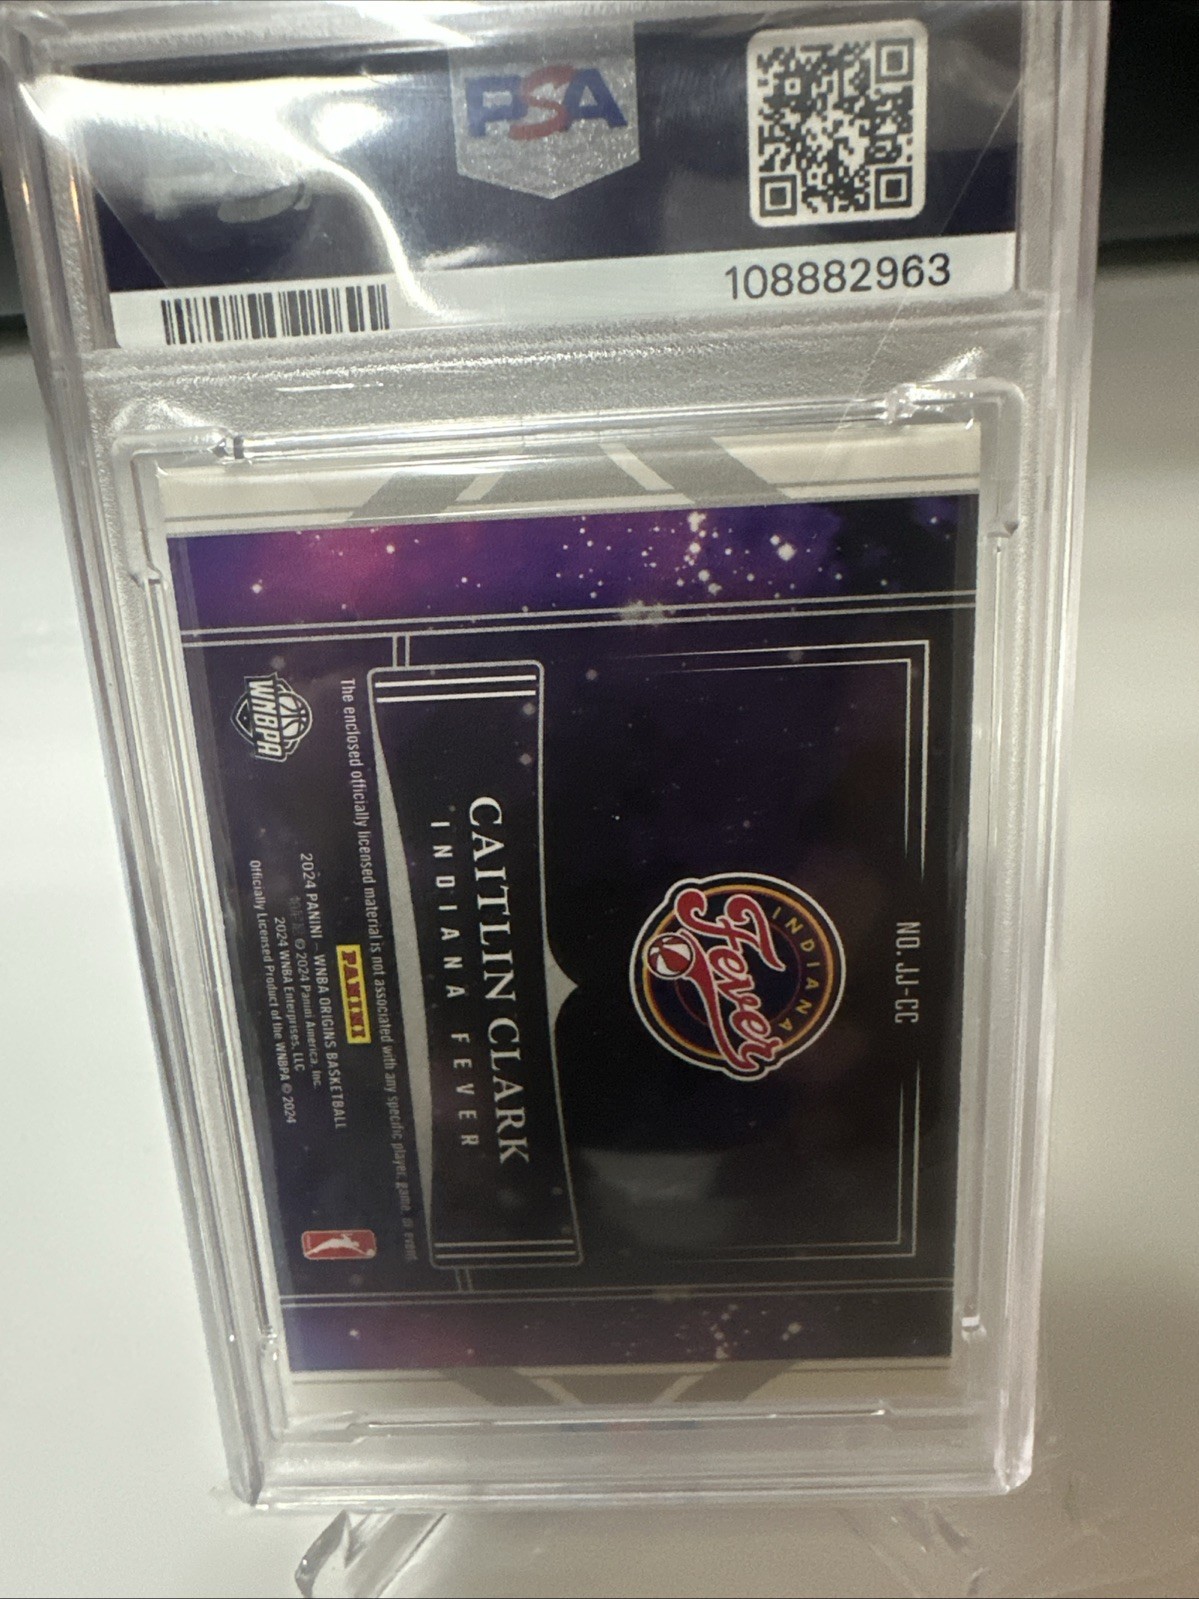 PSA
108882963
NO. JJ-CC
INDIANA
Fever
CAITLIN CLARK
INDIANA FEVER
The enclosed officially licensed material is not associated with any specific player, game, or event.
PANINI
2024 PANINI – WNBA ORIGINS BASKETBALL
© 2024 Panini America, Inc.
2024 WNBA Enterprises, LLC
Officially Licensed Product of the WNBPA © 2024
WNBPA